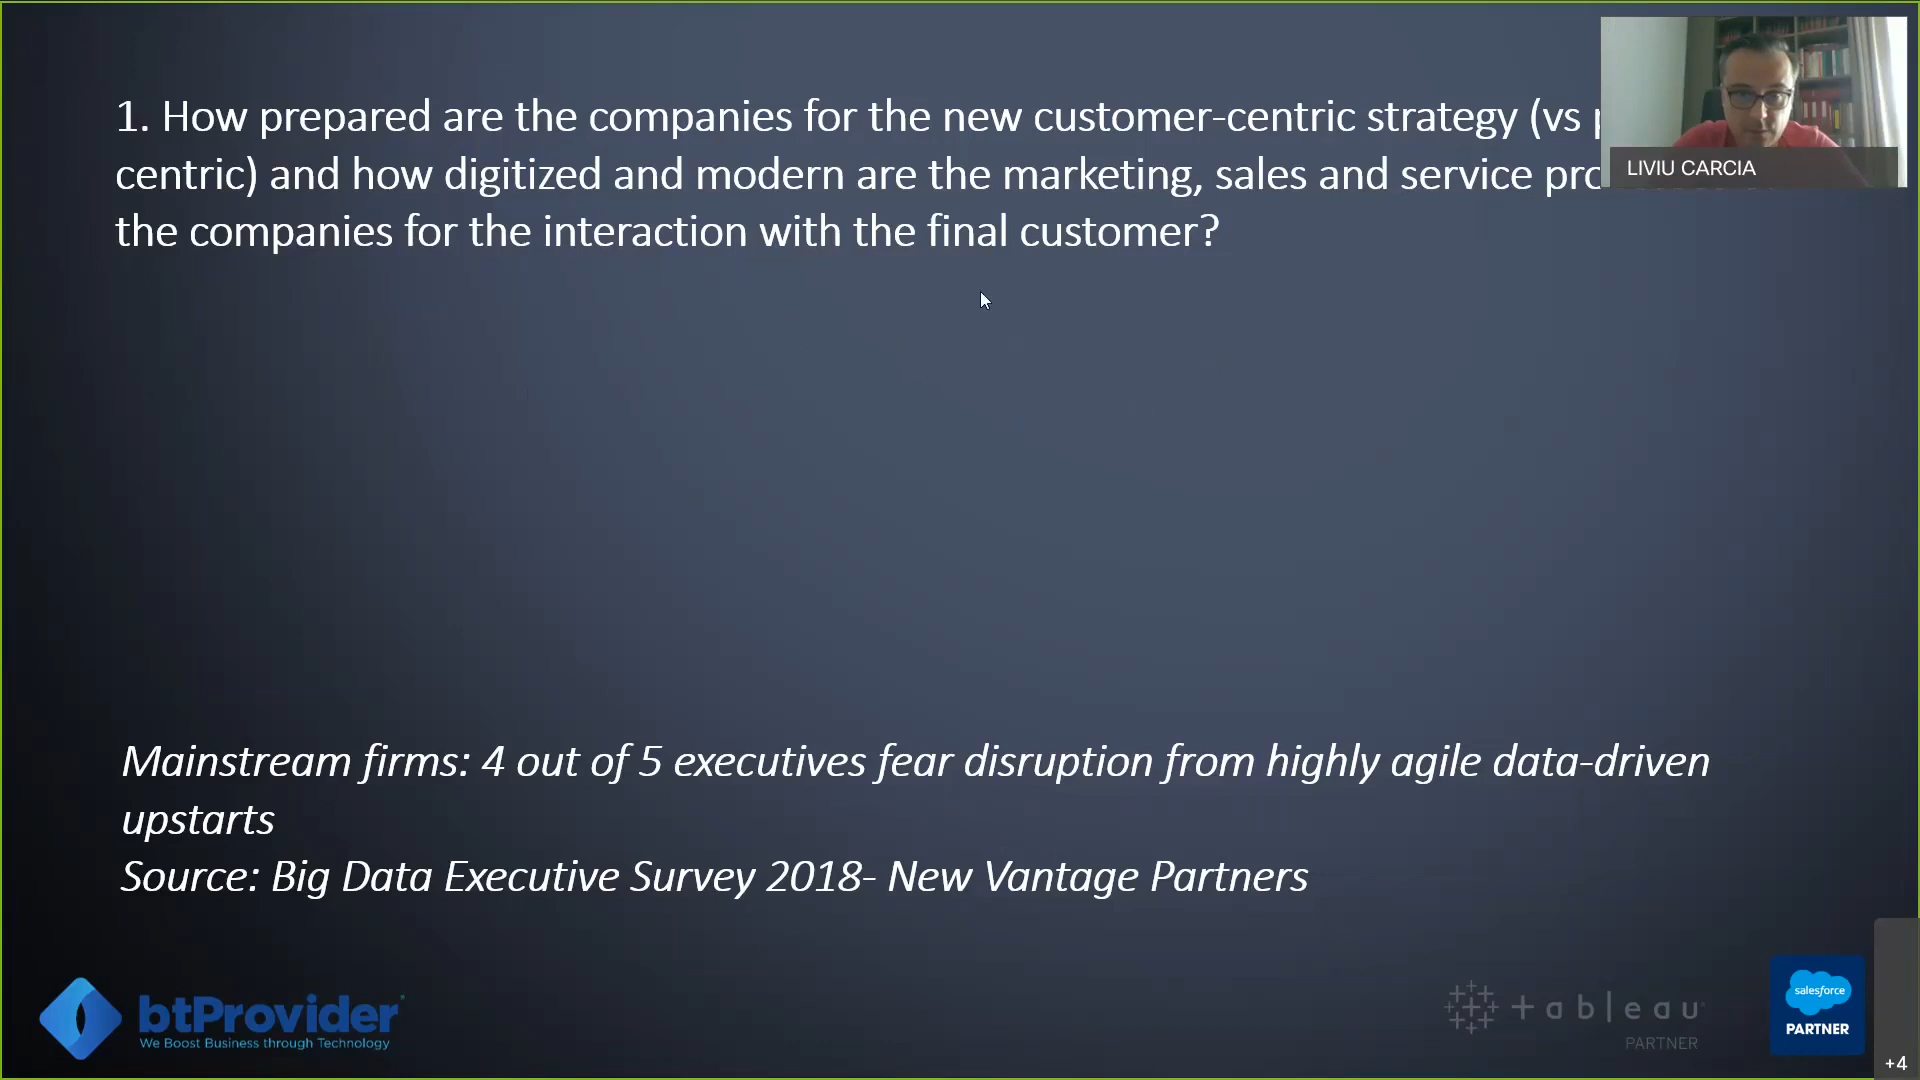 1. How prepared are the companies for the new customer-centric strategy (vs
centric) and how digitized and modern are the marketing, sales and service
the companies for the interaction with the final customer?
LIVIU CARCIA
Mainstream firms: 4 out of 5 executives fear disruption from highly agile data-driven
upstarts
Source: Big Data Executive Survey 2018- New Vantage Partners
btProvider
We Boost Business through Technology
+ a b | e a u
PARTNER
salesforce
PARTNER
+4